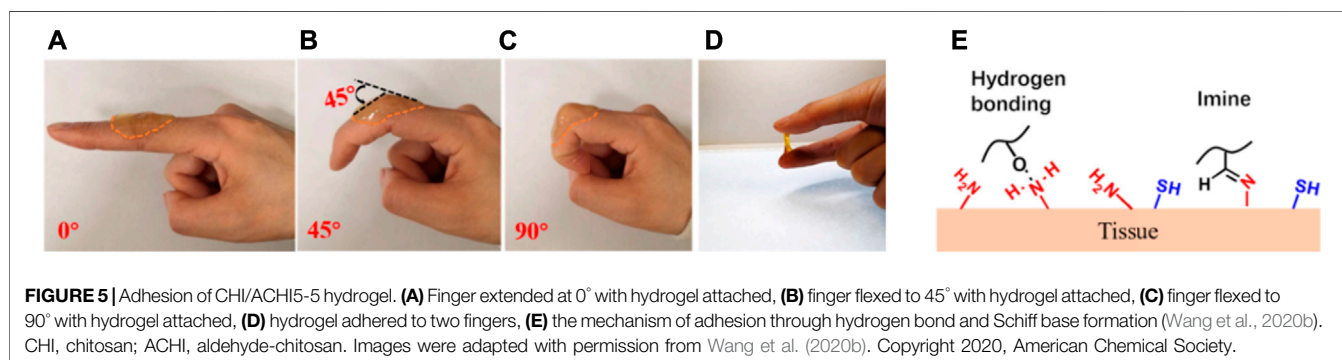 A
B
C
D
E
0°
45°
45°
90°
Hydrogen
bonding
Imine
O
H₂N
H
N
H
H₂N
SH
H
N
SH
Tissue
FIGURE 5 | Adhesion of CHI/ACHI5-5 hydrogel. (A) Finger extended at 0° with hydrogel attached, (B) finger flexed to 45° with hydrogel attached, (C) finger flexed to
90° with hydrogel attached, (D) hydrogel adhered to two fingers, (E) the mechanism of adhesion through hydrogen bond and Schiff base formation (Wang et al., 2020b).
CHI, chitosan; ACHI, aldehyde-chitosan. Images were adapted with permission from Wang et al. (2020b). Copyright 2020, American Chemical Society.